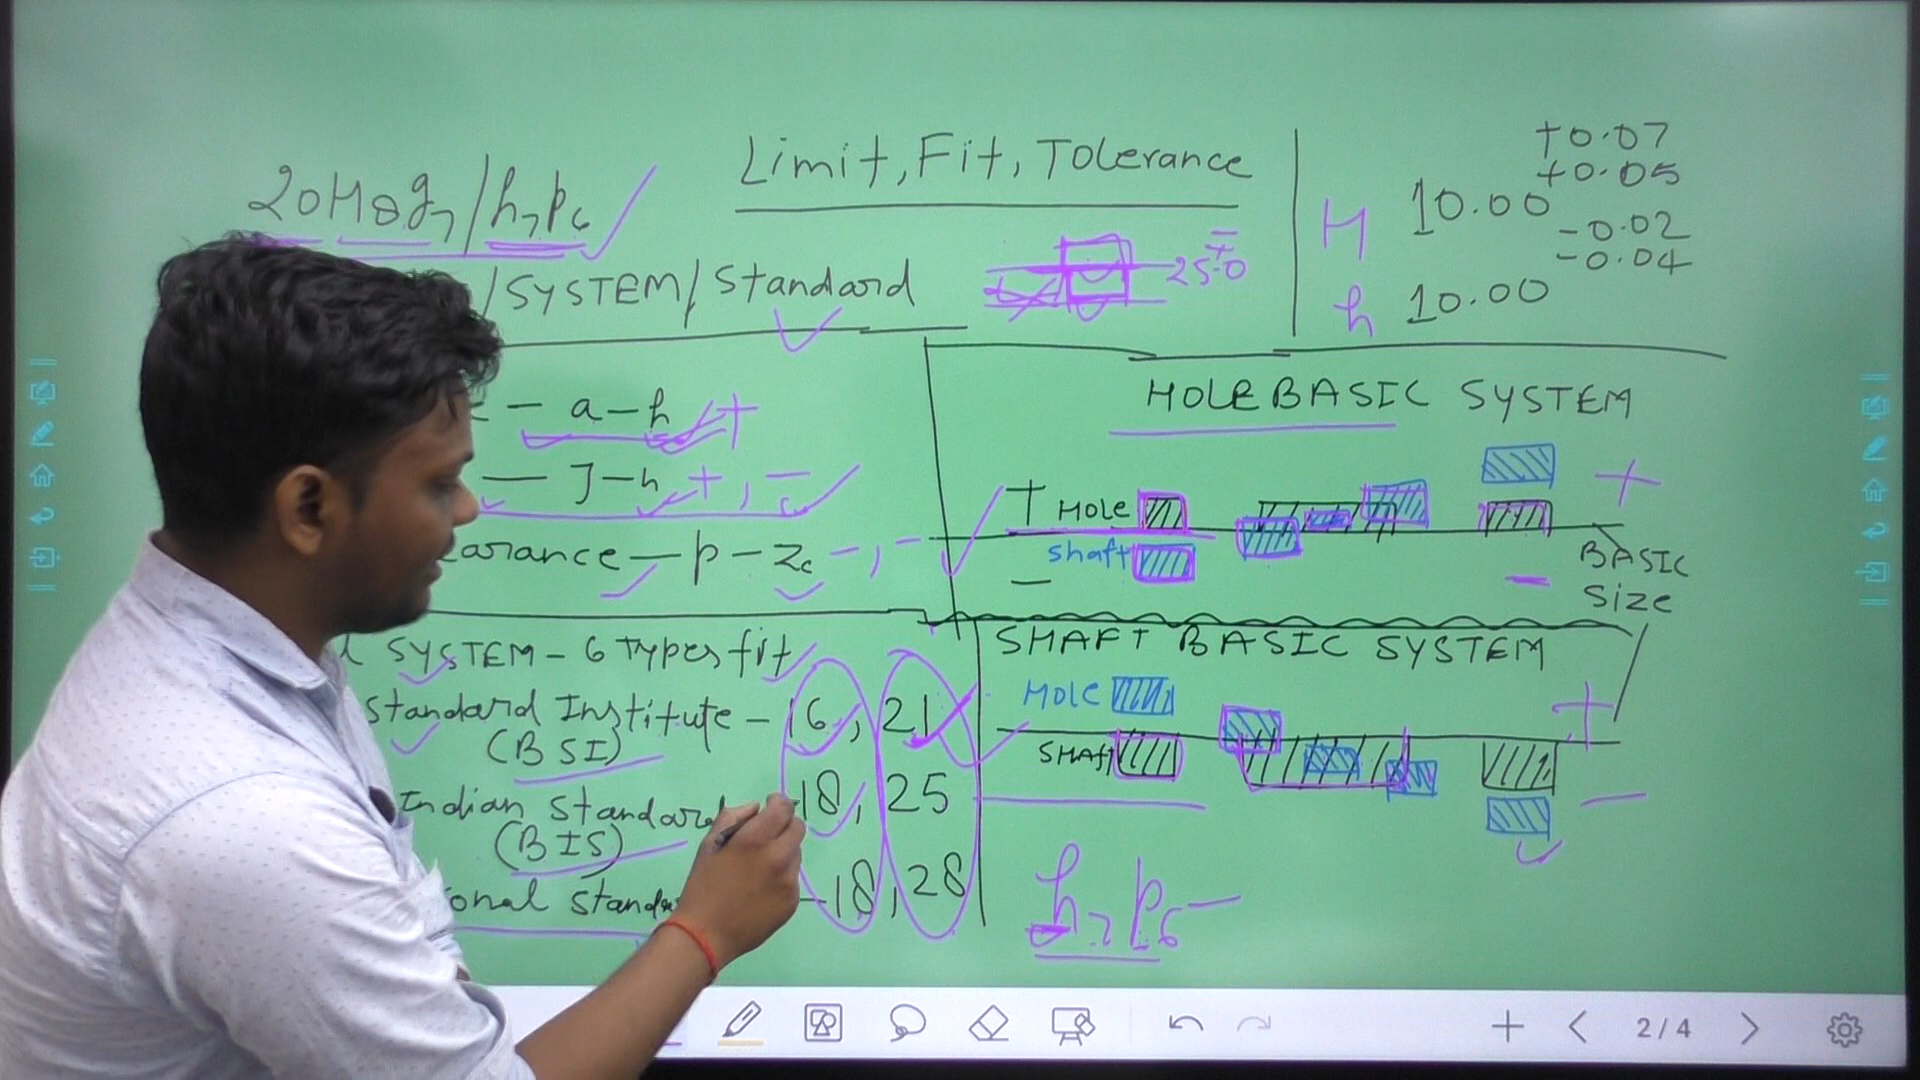 Limit, Fit, Tolerance
20H8g7/h7p6
/SYSTEM/Standard
25.0
+0.07
+0.05
H 10.00
-0.02
-0.04
h 10.00
— a-h +
— J-n +, -
arance — p - zc -, -
SYSTEM - 6 Types fit
Standard Institute - 16, 21
(BSI)
Indian Standard 18, 25
(BIS)
onal Standa -18, 28
HOLE BASIC SYSTEM
+ HOLE +
Shaft
- -
BASIC
Size
SHAFT BASIC SYSTEM
HOLE +
SHAft
-
h7 p6 -
2/4